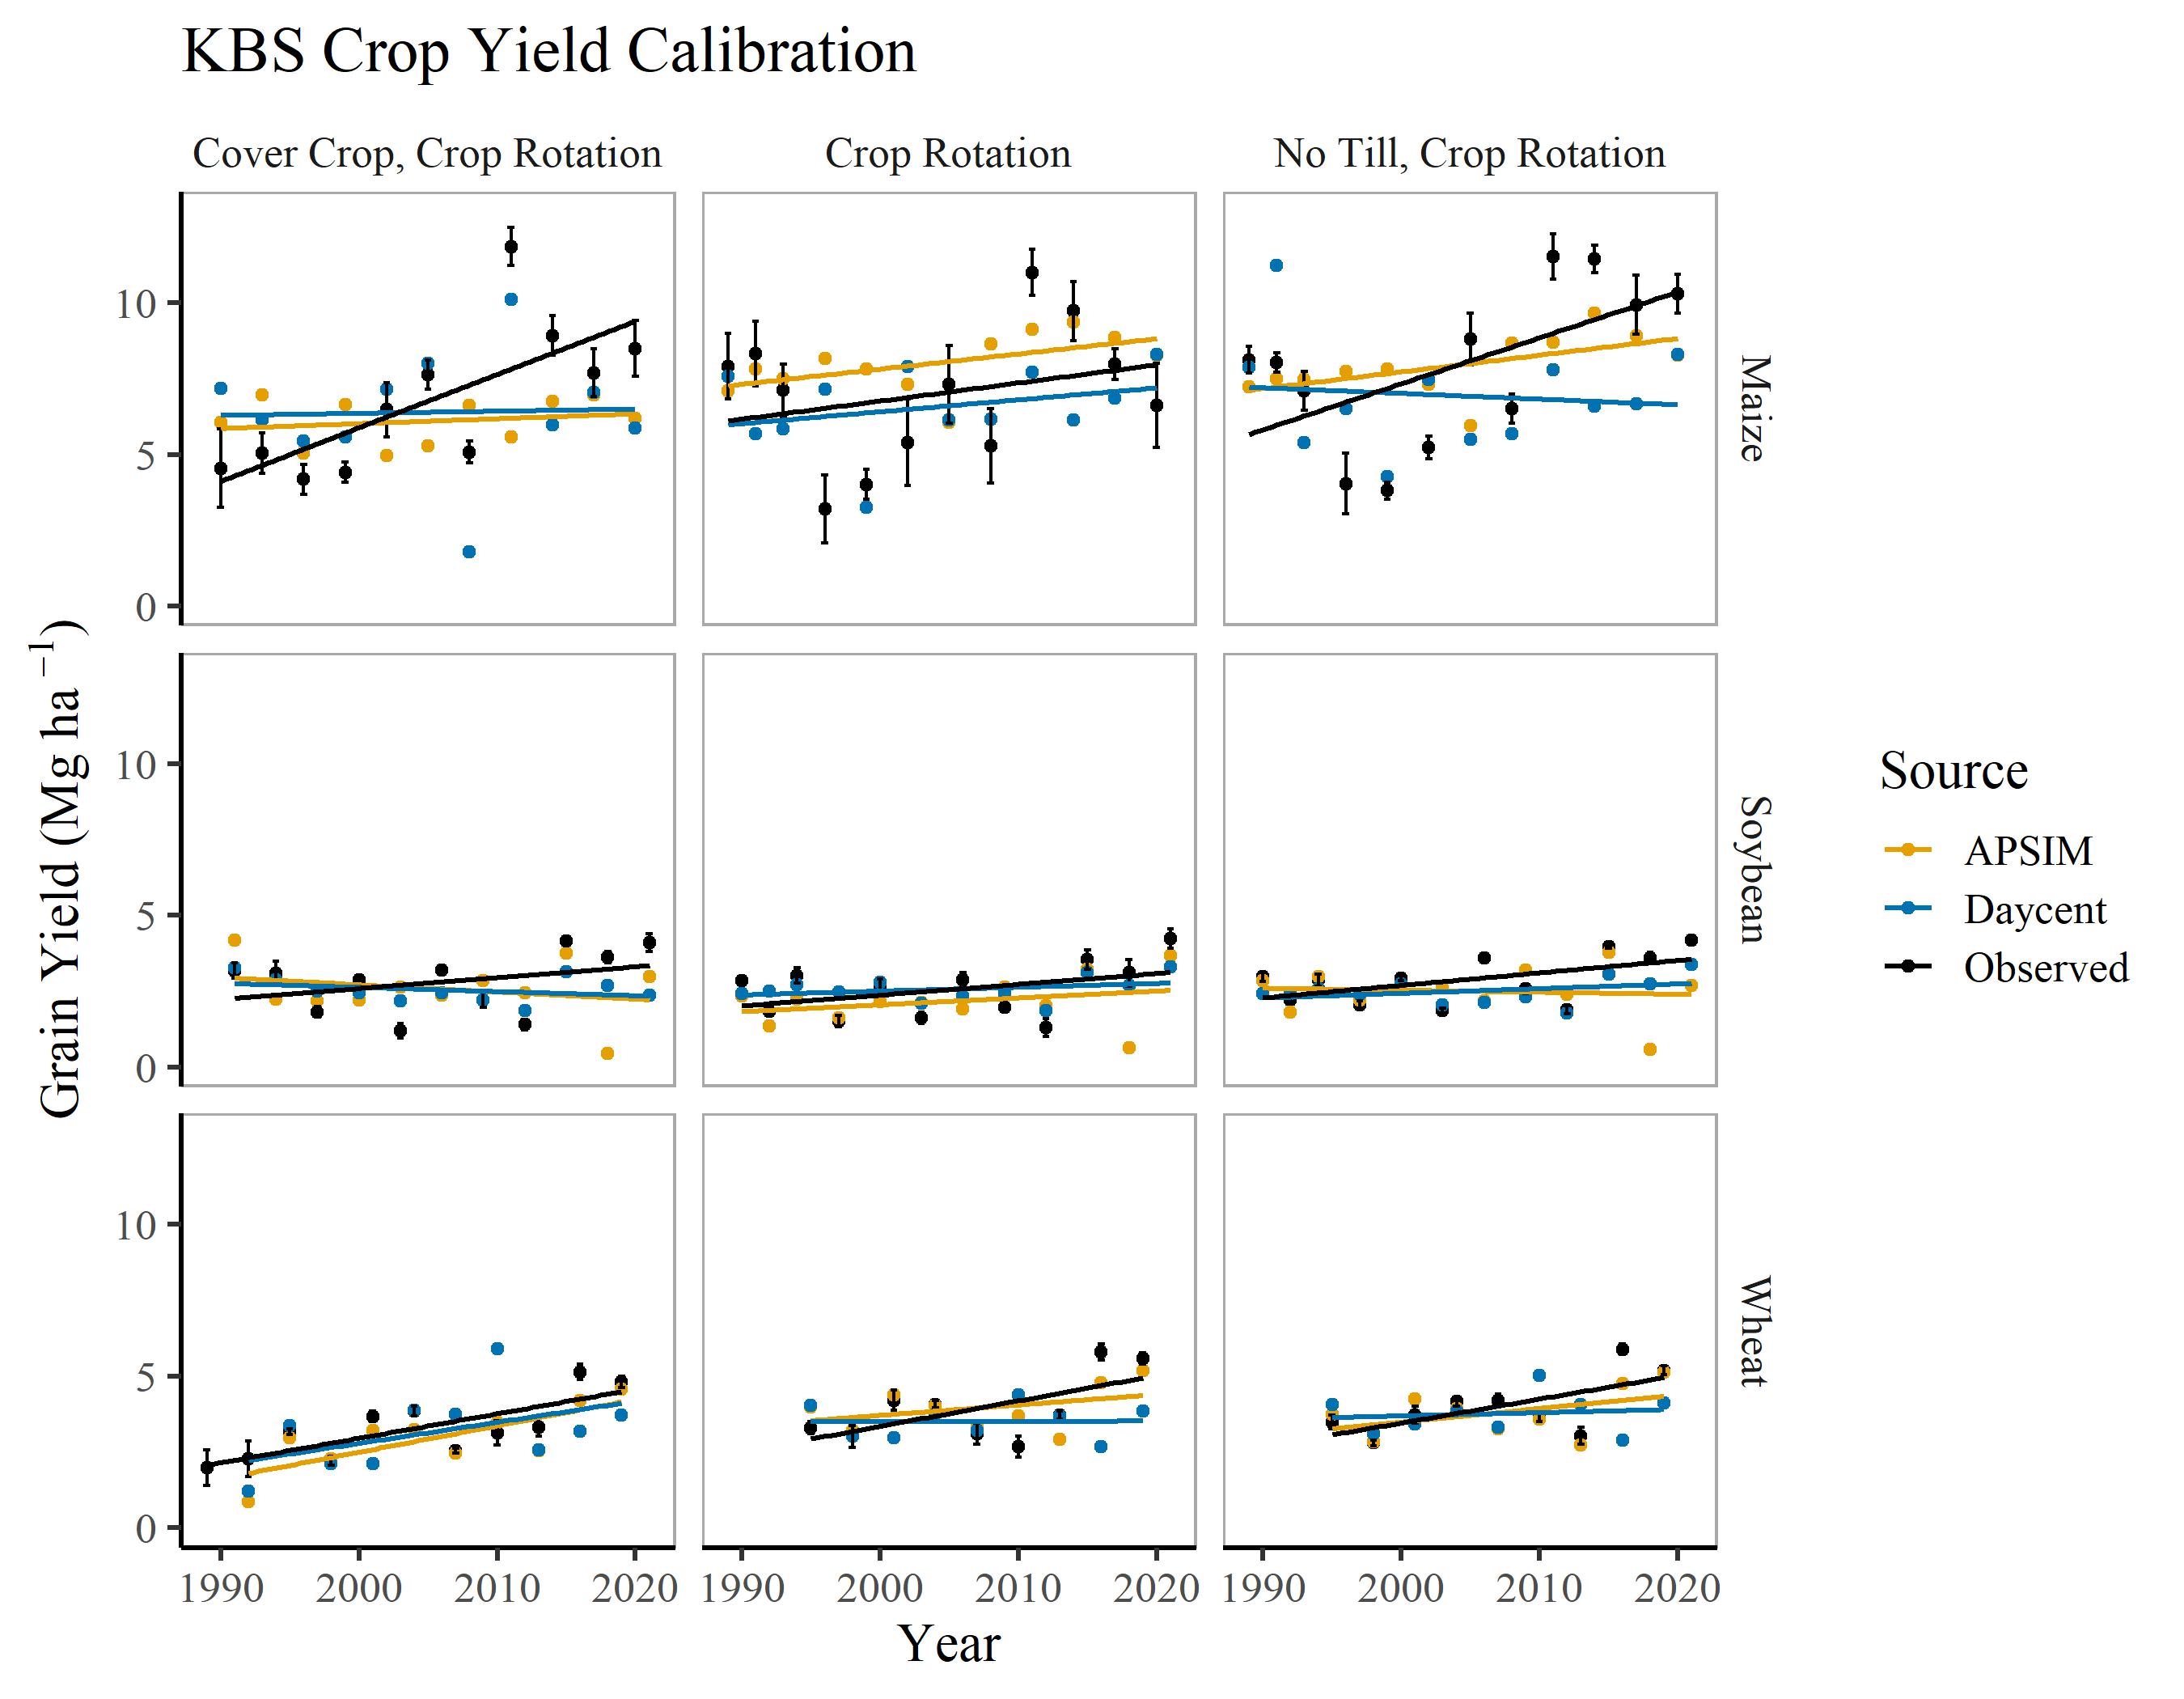 KBS Crop Yield Calibration
Cover Crop, Crop Rotation
Crop Rotation
No Till, Crop Rotation
Grain Yield (Mg ha⁻¹)
10
5
0
Maize
10
5
0
Soybean
10
5
0
Wheat
1990 2000 2010 2020
1990 2000 2010 2020
1990 2000 2010 2020
Year
Source
APSIM
Daycent
Observed